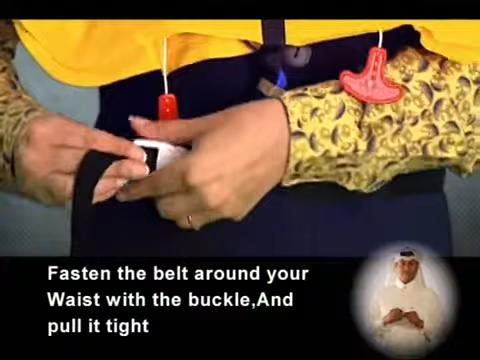 Fasten the belt around your
Waist with the buckle,And
pull it tight